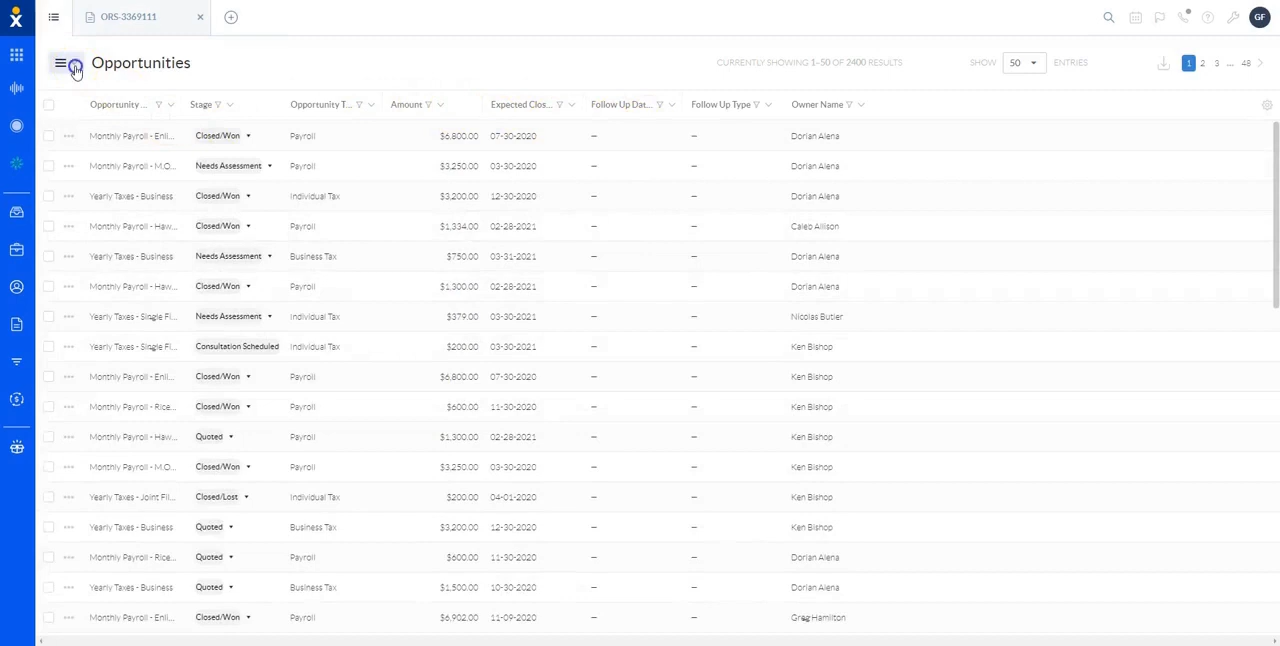 ORS-3369111
GF
Opportunities
CURRENTLY SHOWING 1-50 OF 2400 RESULTS
SHOW 50 ENTRIES
1 2 3 ... 48
Opportunity ... Stage Opportunity T... Amount Expected Clos... Follow Up Dat... Follow Up Type Owner Name
Monthly Payroll - Enli... Closed/Won Payroll $6,800.00 07-30-2020 – – Dorian Alena
Monthly Payroll - M.O... Needs Assessment Payroll $3,250.00 03-30-2020 – – Dorian Alena
Yearly Taxes - Business Closed/Won Individual Tax $3,200.00 12-30-2020 – – Dorian Alena
Monthly Payroll - Haw... Closed/Won Payroll $1,334.00 02-28-2021 – – Caleb Allison
Yearly Taxes - Business Needs Assessment Business Tax $750.00 03-31-2021 – – Dorian Alena
Monthly Payroll - Haw... Closed/Won Payroll $1,300.00 02-28-2021 – – Dorian Alena
Yearly Taxes - Single Fi... Needs Assessment Individual Tax $379.00 03-30-2021 – – Nicolas Butler
Yearly Taxes - Single Fi... Consultation Scheduled Individual Tax $200.00 03-30-2021 – – Ken Bishop
Monthly Payroll - Enli... Closed/Won Payroll $6,800.00 07-30-2020 – – Ken Bishop
Monthly Payroll - Rice... Closed/Won Payroll $600.00 11-30-2020 – – Ken Bishop
Monthly Payroll - Haw... Quoted Payroll $1,300.00 02-28-2021 – – Ken Bishop
Monthly Payroll - M.O... Closed/Won Payroll $3,250.00 03-30-2020 – – Ken Bishop
Yearly Taxes - Joint Fil... Closed/Lost Individual Tax $200.00 04-01-2020 – – Ken Bishop
Yearly Taxes - Business Quoted Business Tax $3,200.00 12-30-2020 – – Ken Bishop
Monthly Payroll - Rice... Quoted Payroll $600.00 11-30-2020 – – Dorian Alena
Yearly Taxes - Business Quoted Business Tax $1,500.00 10-30-2020 – – Dorian Alena
Monthly Payroll - Enli... Closed/Won Payroll $6,902.00 11-09-2020 – – Greg Hamilton